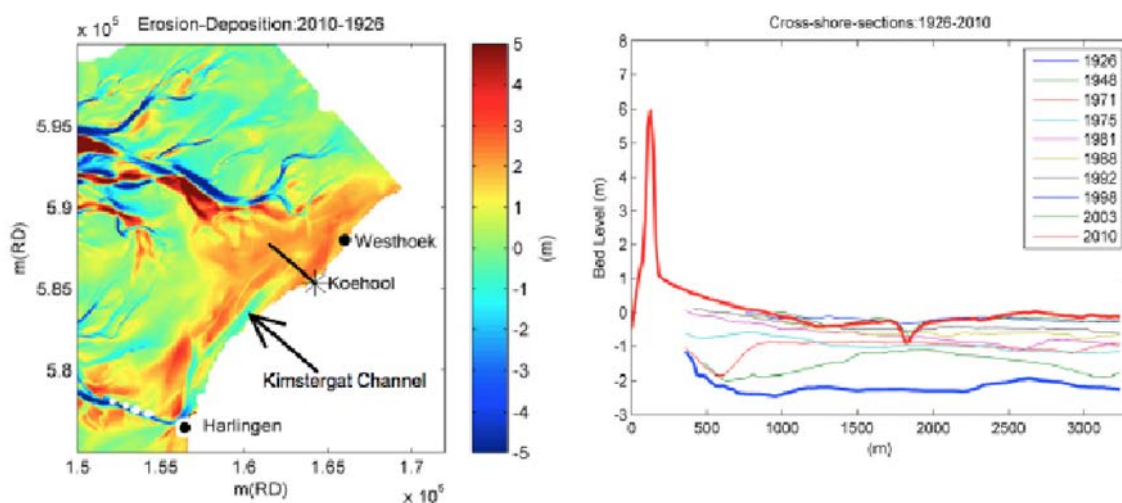 × 10⁵ Erosion-Deposition:2010-1926
5.95
5.9
5.85
5.8
m(RD)
1.5 1.55 1.6 1.65 1.7
m(RD) × 10⁵
Westhoek
Koehool
Kimstergat Channel
Harlingen
5
4
3
2
1
0
-1
-2
-3
-4
-5
(m)
Cross-shore-sections:1926-2010
8
7
6
5
4
3
2
1
0
-1
-2
-3
Bed Level (m)
0 500 1000 1500 2000 2500 3000
(m)
1926
1948
1971
1975
1981
1988
1992
1998
2003
2010